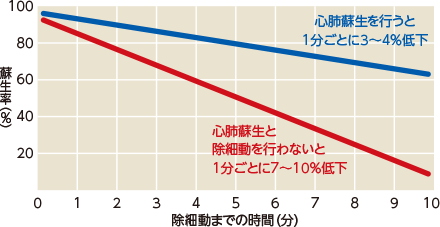 蘇生率(%)
100
80
60
40
20
心肺蘇生を行うと
1分ごとに3〜4%低下
心肺蘇生と
除細動を行わないと
1分ごとに7〜10%低下
0 1 2 3 4 5 6 7 8 9 10
除細動までの時間(分)